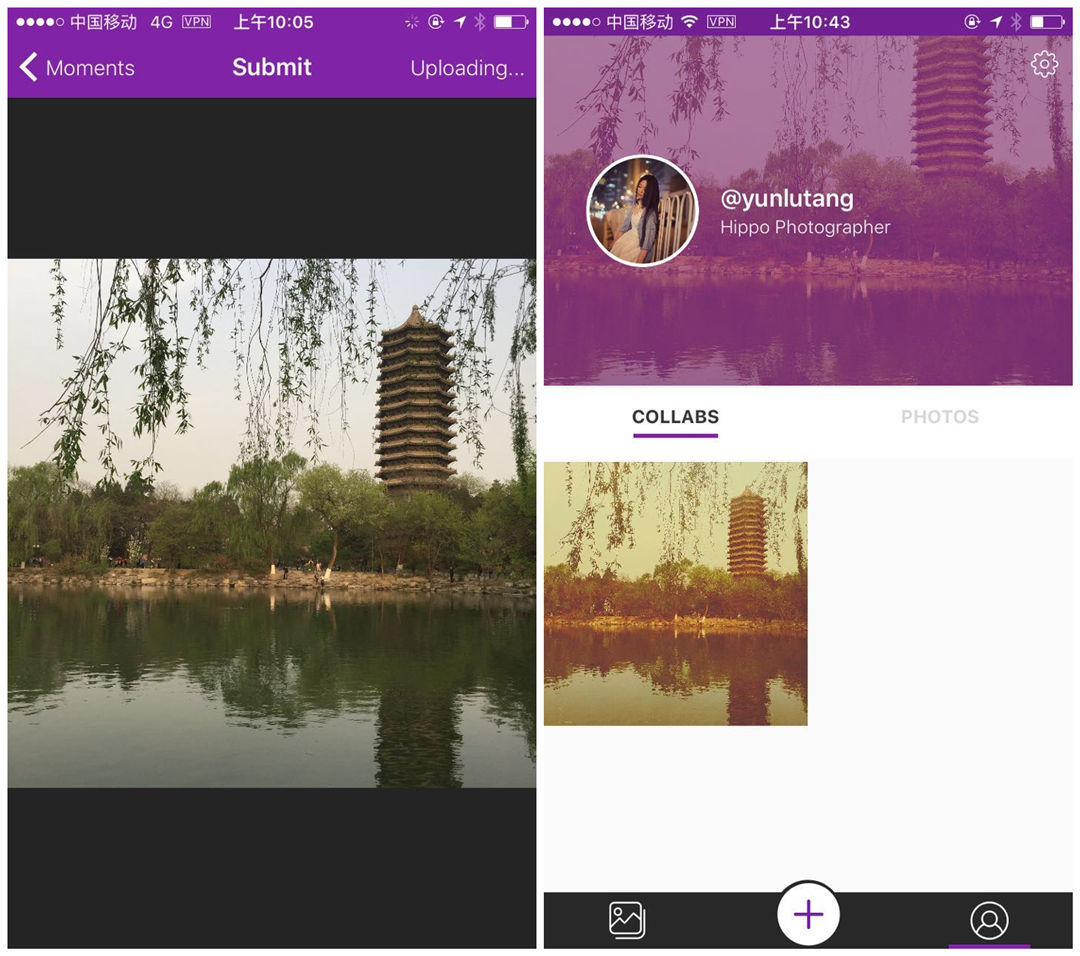 中国移动 4G VPN 上午10:05
Moments Submit Uploading...
中国移动 VPN 上午10:43
@yunlutang
Hippo Photographer
COLLABS PHOTOS